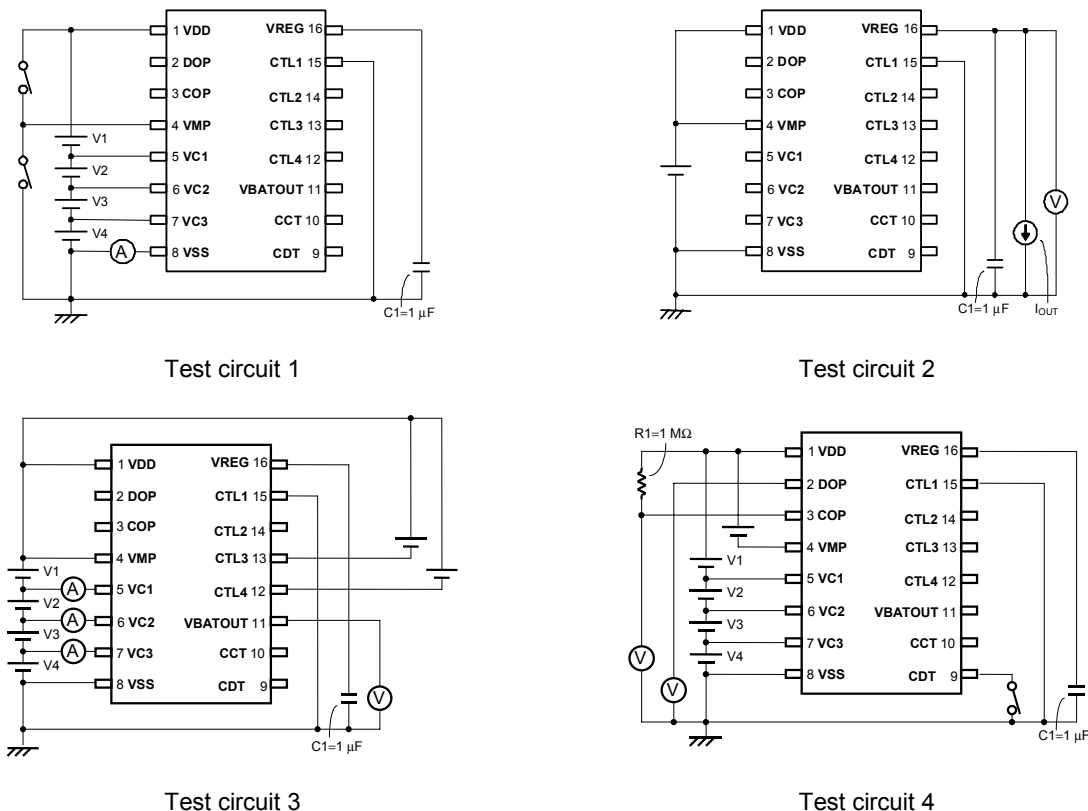 1 VDD
VREG 16
2 DOP
CTL1 15
3 COP
CTL2 14
4 VMP
CTL3 13
V1
5 VC1
CTL4 12
V2
6 VC2
VBATOUT 11
V3
7 VC3
CCT 10
V4
A
8 VSS
CDT 9
C1=1 μF
Test circuit 1
1 VDD
VREG 16
2 DOP
CTL1 15
3 COP
CTL2 14
4 VMP
CTL3 13
5 VC1
CTL4 12
6 VC2
VBATOUT 11
V
7 VC3
CCT 10
8 VSS
CDT 9
C1=1 μF
IOUT
Test circuit 2
1 VDD
VREG 16
2 DOP
CTL1 15
3 COP
CTL2 14
4 VMP
CTL3 13
V1
A
5 VC1
CTL4 12
V2
A
6 VC2
VBATOUT 11
V3
A
7 VC3
CCT 10
V4
8 VSS
CDT 9
V
C1=1 μF
Test circuit 3
R1=1 MΩ
1 VDD
VREG 16
2 DOP
CTL1 15
3 COP
CTL2 14
4 VMP
CTL3 13
V1
5 VC1
CTL4 12
V2
6 VC2
VBATOUT 11
V3
7 VC3
CCT 10
V
V4
8 VSS
CDT 9
V
C1=1 μF
Test circuit 4